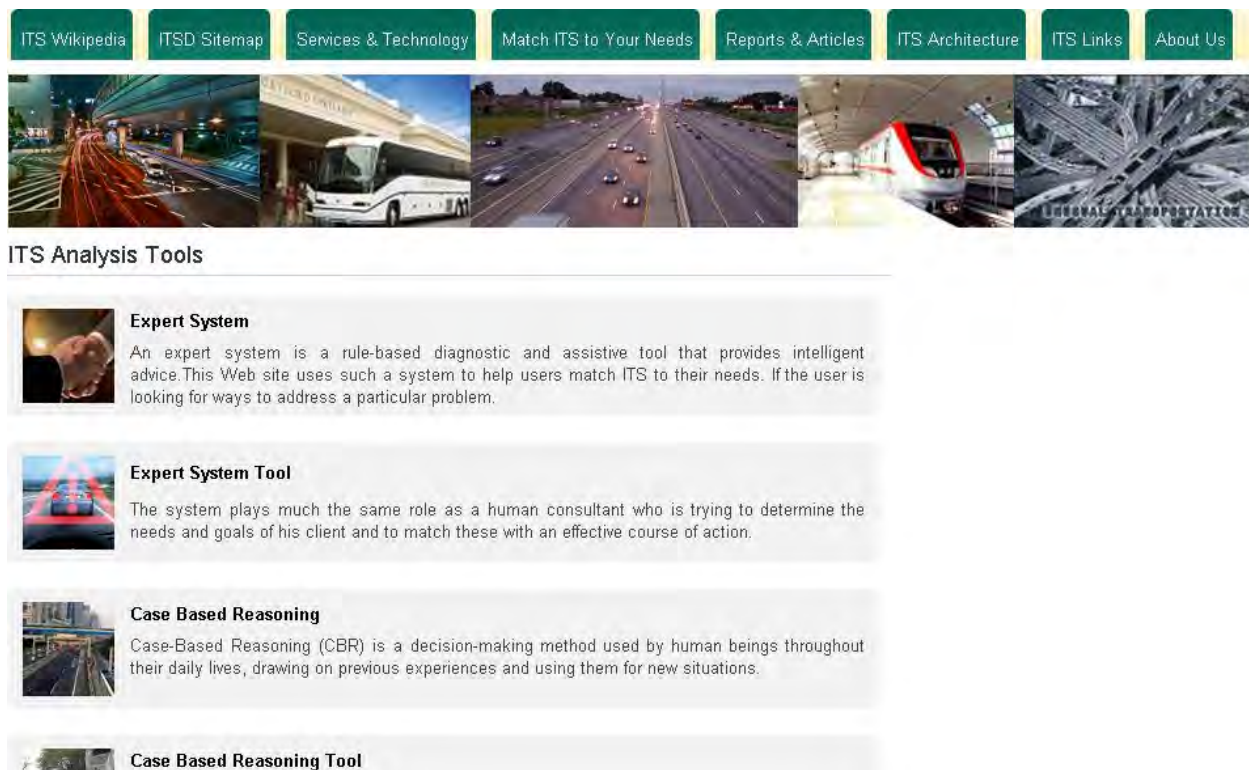 ITS Wikipedia ITSD Sitemap Services & Technology Match ITS to Your Needs Reports & Articles ITS Architecture ITS Links About Us
TRANSPORTATION
ITS Analysis Tools
Expert System
An expert system is a rule-based diagnostic and assistive tool that provides intelligent
advice.This Web site uses such a system to help users match ITS to their needs. If the user is
looking for ways to address a particular problem.
Expert System Tool
The system plays much the same role as a human consultant who is trying to determine the
needs and goals of his client and to match these with an effective course of action.
Case Based Reasoning
Case-Based Reasoning (CBR) is a decision-making method used by human beings throughout
their daily lives, drawing on previous experiences and using them for new situations.
Case Based Reasoning Tool